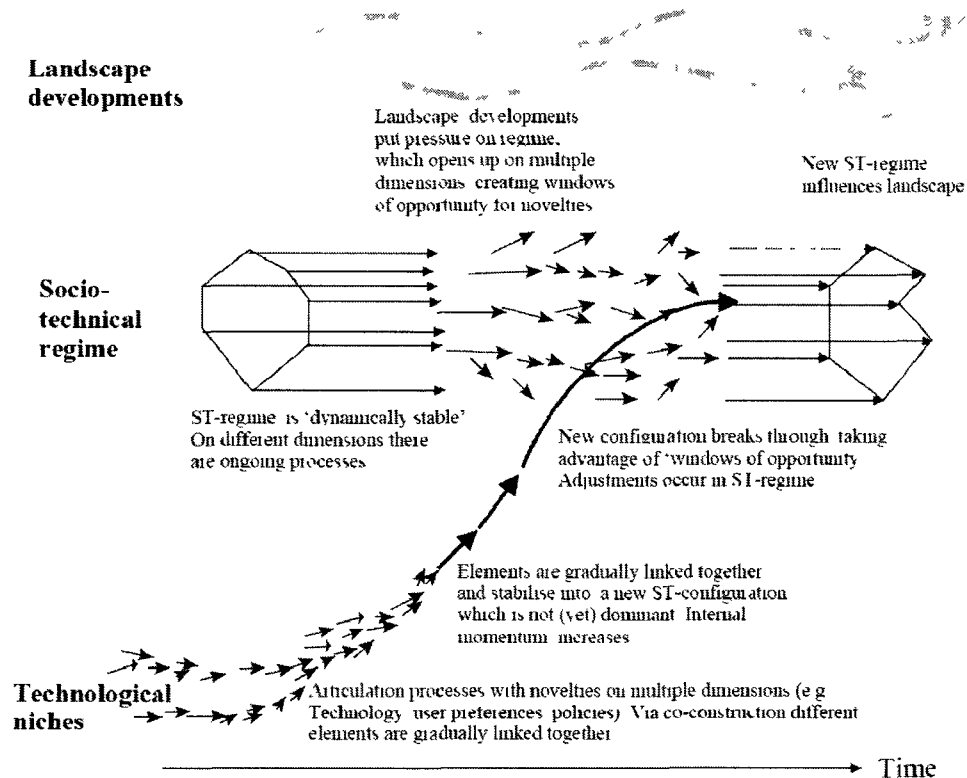 Landscape
developments
Landscape developments
put pressure on regime,
which opens up on multiple
dimensions creating windows
of opportunity for novelties
New ST-regime
influences landscape
Socio-
technical
regime
ST-regime is 'dynamically stable'
On different dimensions there
are ongoing processes
New configuration breaks through taking
advantage of 'windows of opportunity
Adjustments occur in ST-regime
Elements are gradually linked together
and stabilise into a new ST-configuration
which is not (yet) dominant Internal
momentum increases
Technological
niches
Articulation processes with novelties on multiple dimensions (e g
Technology user preferences policies) Via co-construction different
elements are gradually linked together
Time